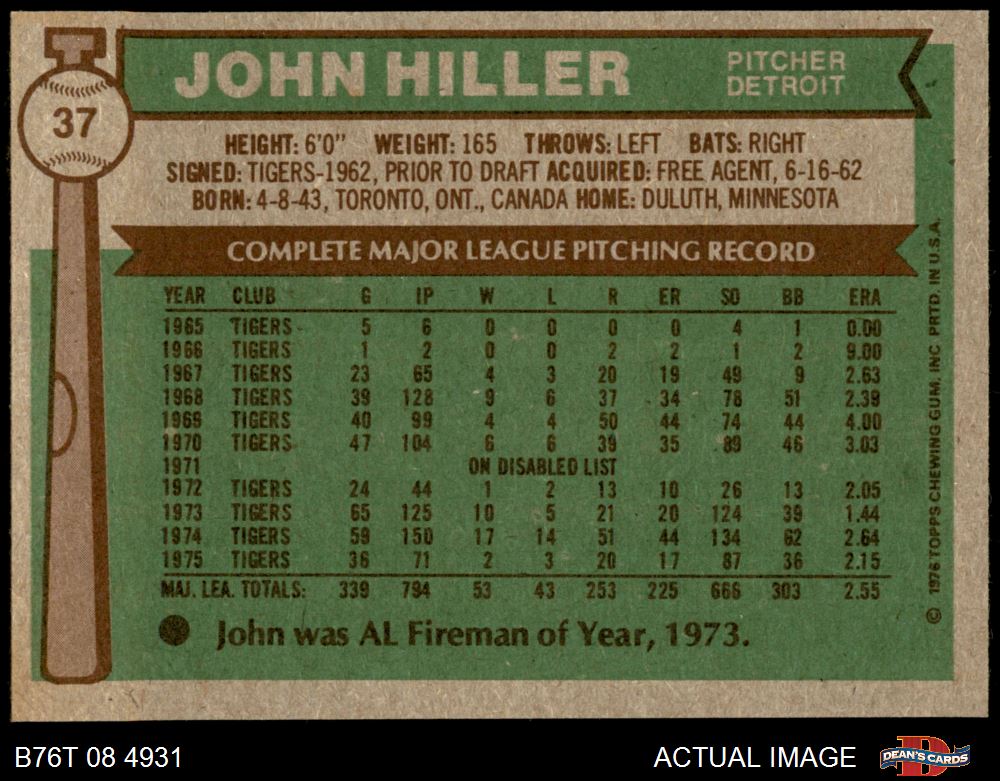 37
JOHN HILLER
PITCHER
DETROIT
HEIGHT: 6'0" WEIGHT: 165 THROWS: LEFT BATS: RIGHT
SIGNED: TIGERS-1962, PRIOR TO DRAFT ACQUIRED: FREE AGENT, 6-16-62
BORN: 4-8-43, TORONTO, ONT., CANADA HOME: DULUTH, MINNESOTA
COMPLETE MAJOR LEAGUE PITCHING RECORD
YEAR CLUB G IP W L R ER SO BB ERA
1965 TIGERS 5 6 0 0 0 0 4 1 0.00
1966 TIGERS 1 2 0 0 2 2 1 2 9.00
1967 TIGERS 23 65 4 3 20 19 49 9 2.63
1968 TIGERS 39 128 9 6 37 34 78 51 2.39
1969 TIGERS 40 99 4 4 50 44 74 44 4.00
1970 TIGERS 47 104 6 6 39 35 89 46 3.03
1971 ON DISABLED LIST
1972 TIGERS 24 44 1 2 13 10 26 13 2.05
1973 TIGERS 65 125 10 5 21 20 124 39 1.44
1974 TIGERS 59 150 17 14 51 44 134 62 2.64
1975 TIGERS 36 71 2 3 20 17 87 36 2.15
MAJ. LEA. TOTALS: 339 794 53 43 253 225 666 303 2.55
John was AL Fireman of Year, 1973.
© 1976 TOPPS CHEWING GUM, INC. PRTD. IN U.S.A.
B76T 08 4931
ACTUAL IMAGE
DEAN'S CARDS